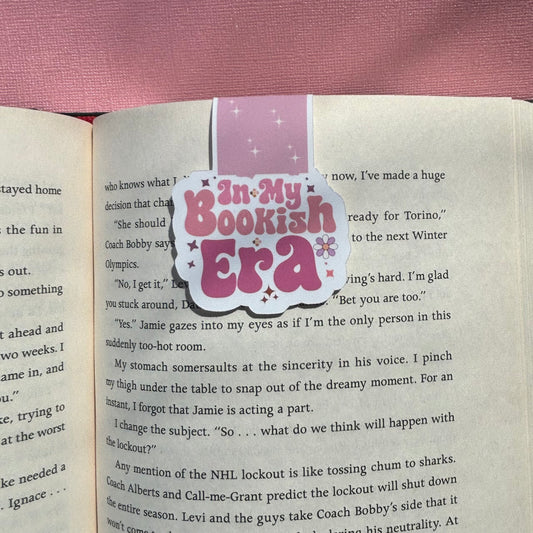 stayed home
s the fun in
s out.
o something
t ahead and
wo weeks. I
ame in, and
ou."
ke, trying to
at the worst
ke needed a
. Ignace . . .
who knows what I
now, I've made a huge
decision that
In My
Bookish
Era
"She should
ready for Torino,"
Coach Bobby says
to the next Winter
Olympics.
"No, I get it,"
hard. I'm glad
you stuck around,
"Bet you are too."
"Yes." Jamie gazes into my eyes as if I'm the only person in this
suddenly too-hot room.
My stomach somersaults at the sincerity in his voice. I pinch
my thigh under the table to snap out of the dreamy moment. For an
instant, I forgot that Jamie is acting a part.
I change the subject. "So . . . what do we think will happen with
the lockout?"
Any mention of the NHL lockout is like tossing chum to sharks.
Coach Alberts and Call-me-Grant predict the lockout will shut down
the entire season. Levi and the guys take Coach Bobby's side that it
won't
his neutrality. At